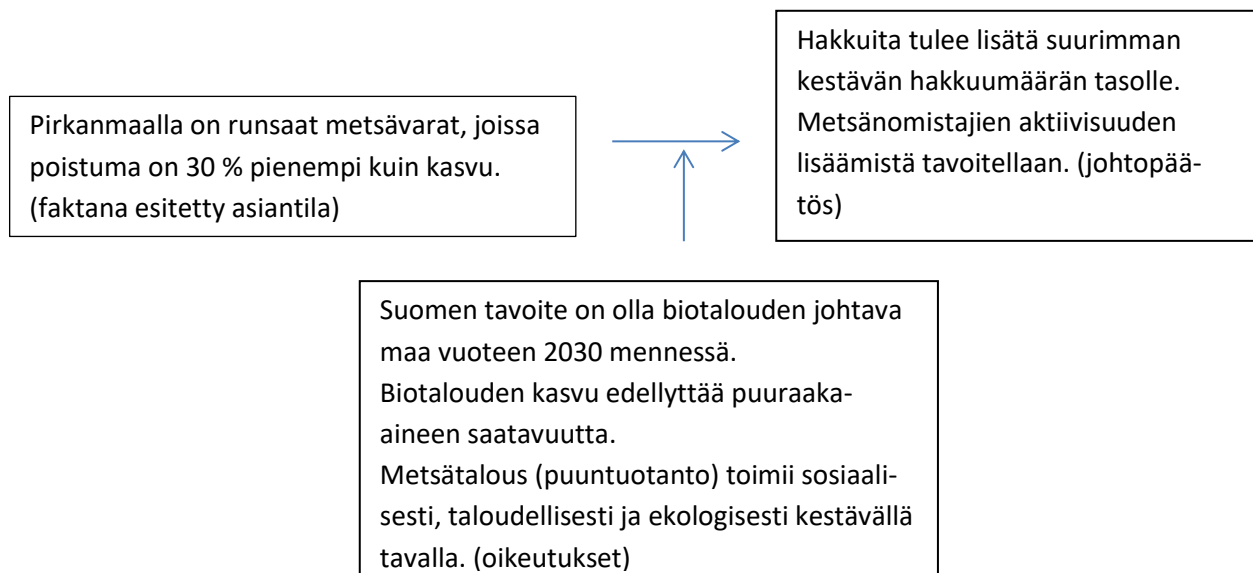 Pirkanmaalla on runsaat metsävarat, joissa
poistuma on 30 % pienempi kuin kasvu.
(faktana esitetty asiantila)
Hakkuita tulee lisätä suurimman
kestävän hakkuumäärän tasolle.
Metsänomistajien aktiivisuuden
lisäämistä tavoitellaan. (johtopää-
tös)
Suomen tavoite on olla biotalouden johtava
maa vuoteen 2030 mennessä.
Biotalouden kasvu edellyttää puuraaka-
aineen saatavuutta.
Metsätalous (puuntuotanto) toimii sosiaali-
sesti, taloudellisesti ja ekologisesti kestävällä
tavalla. (oikeutukset)